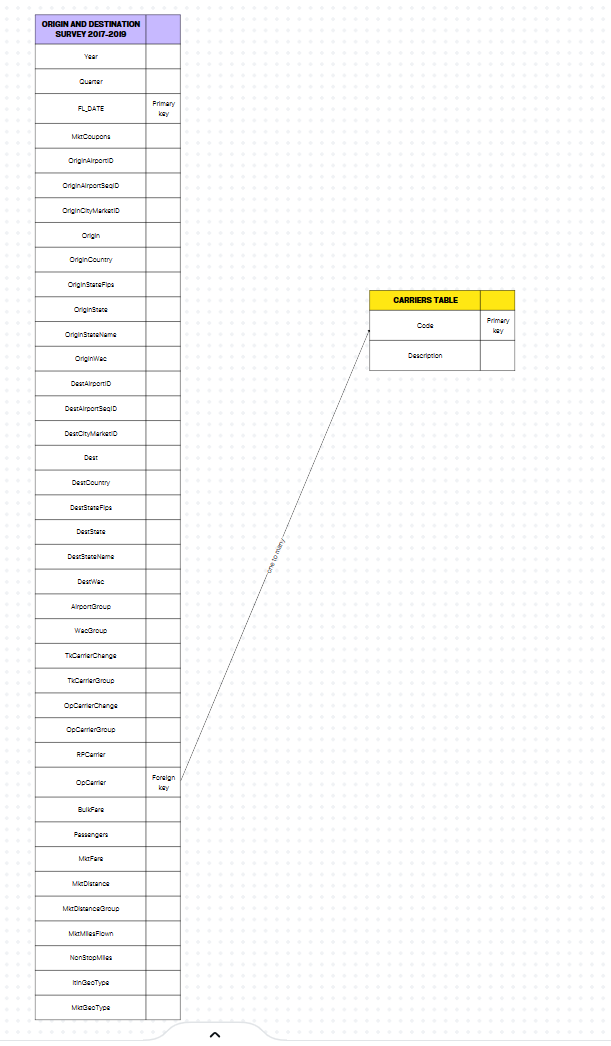 ORIGIN AND DESTINATION
SURVEY 2017-2019
Year
Quarter
FL_DATE
Primary
key
MktCoupons
OriginAirportID
OriginAirportSeqID
OriginCityMarketID
Origin
OriginCountry
OriginStateFips
OriginState
OriginStateName
OriginWac
DestAirportID
DestAirportSeqID
DestCityMarketID
Dest
DestCountry
DestStateFips
DestState
DestStateName
DestWac
AirportGroup
WacGroup
TkCarrierChange
TkCarrierGroup
OpCarrierChange
OpCarrierGroup
RPCarrier
OpCarrier
Foreign
key
BulkFare
Passengers
MktFare
MktDistance
MktDistanceGroup
MktMilesFlown
NonStopMiles
ItinGeoType
MktGeoType
one to many
CARRIERS TABLE
Code
Primary
key
Description